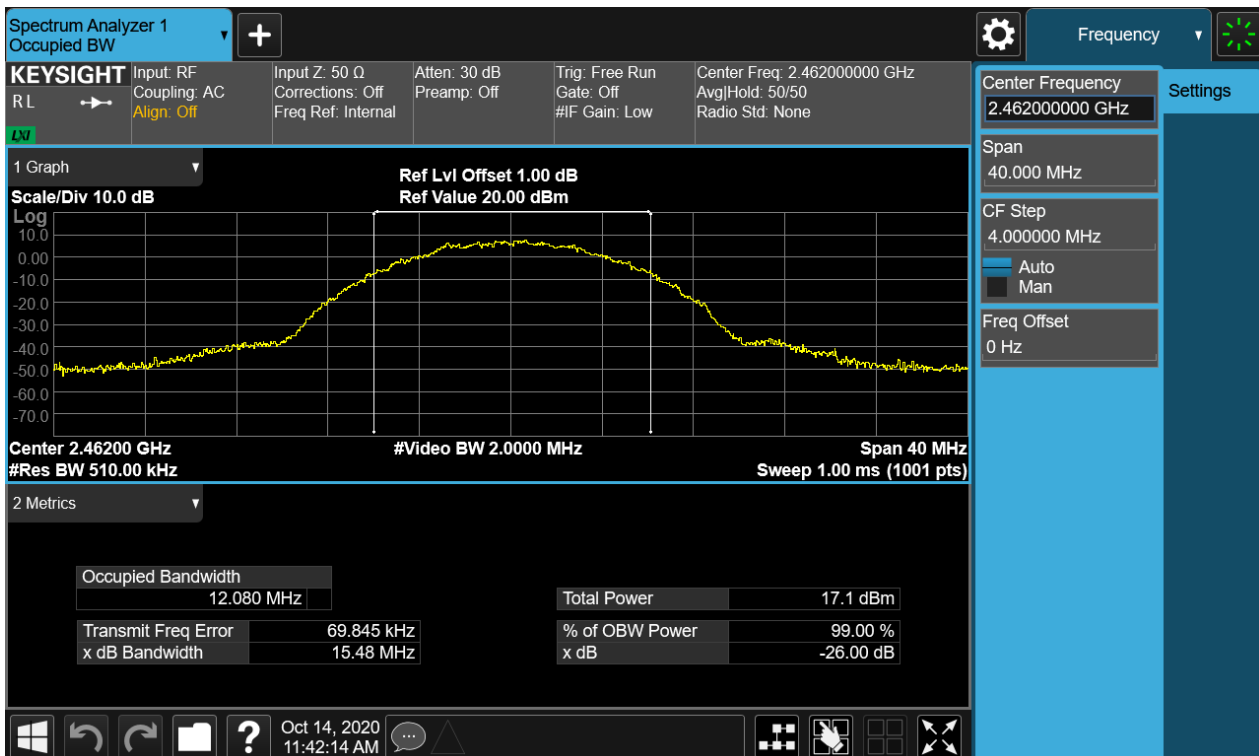 Spectrum Analyzer 1
Occupied BW
Frequency
KEYSIGHT
R L
LXI
Input: RF
Coupling: AC
Align: Off
Input Z: 50 Ω
Corrections: Off
Freq Ref: Internal
Atten: 30 dB
Preamp: Off
Trig: Free Run
Gate: Off
#IF Gain: Low
Center Freq: 2.462000000 GHz
Avg|Hold: 50/50
Radio Std: None
Center Frequency
2.462000000 GHz
Settings
Span
40.000 MHz
CF Step
4.000000 MHz
Auto
Man
Freq Offset
0 Hz
1 Graph
Ref Lvl Offset 1.00 dB
Scale/Div 10.0 dB
Ref Value 20.00 dBm
Log
10.0
0.00
-10.0
-20.0
-30.0
-40.0
-50.0
-60.0
-70.0
Center 2.46200 GHz
#Video BW 2.0000 MHz
Span 40 MHz
#Res BW 510.00 kHz
Sweep 1.00 ms (1001 pts)
2 Metrics
Occupied Bandwidth
12.080 MHz
Total Power 17.1 dBm
Transmit Freq Error 69.845 kHz
% of OBW Power 99.00 %
x dB Bandwidth 15.48 MHz
x dB -26.00 dB
?
Oct 14, 2020
11:42:14 AM